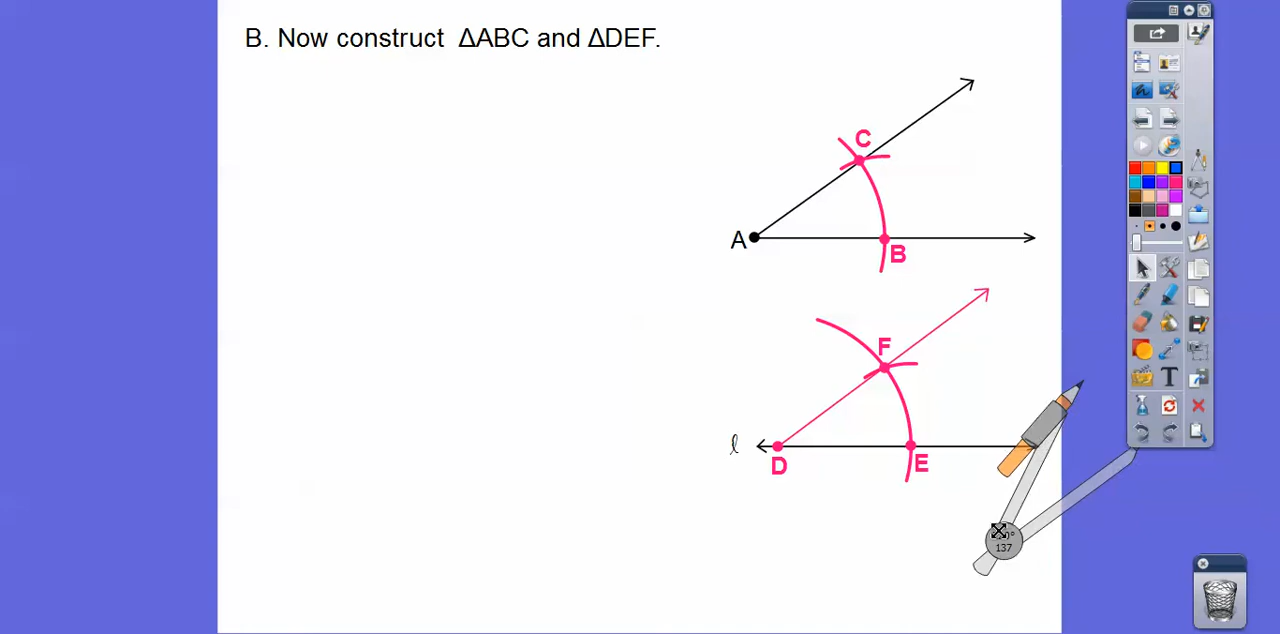 B. Now construct ΔABC and ΔDEF.
C
A
B
F
ℓ
D
E
137
T